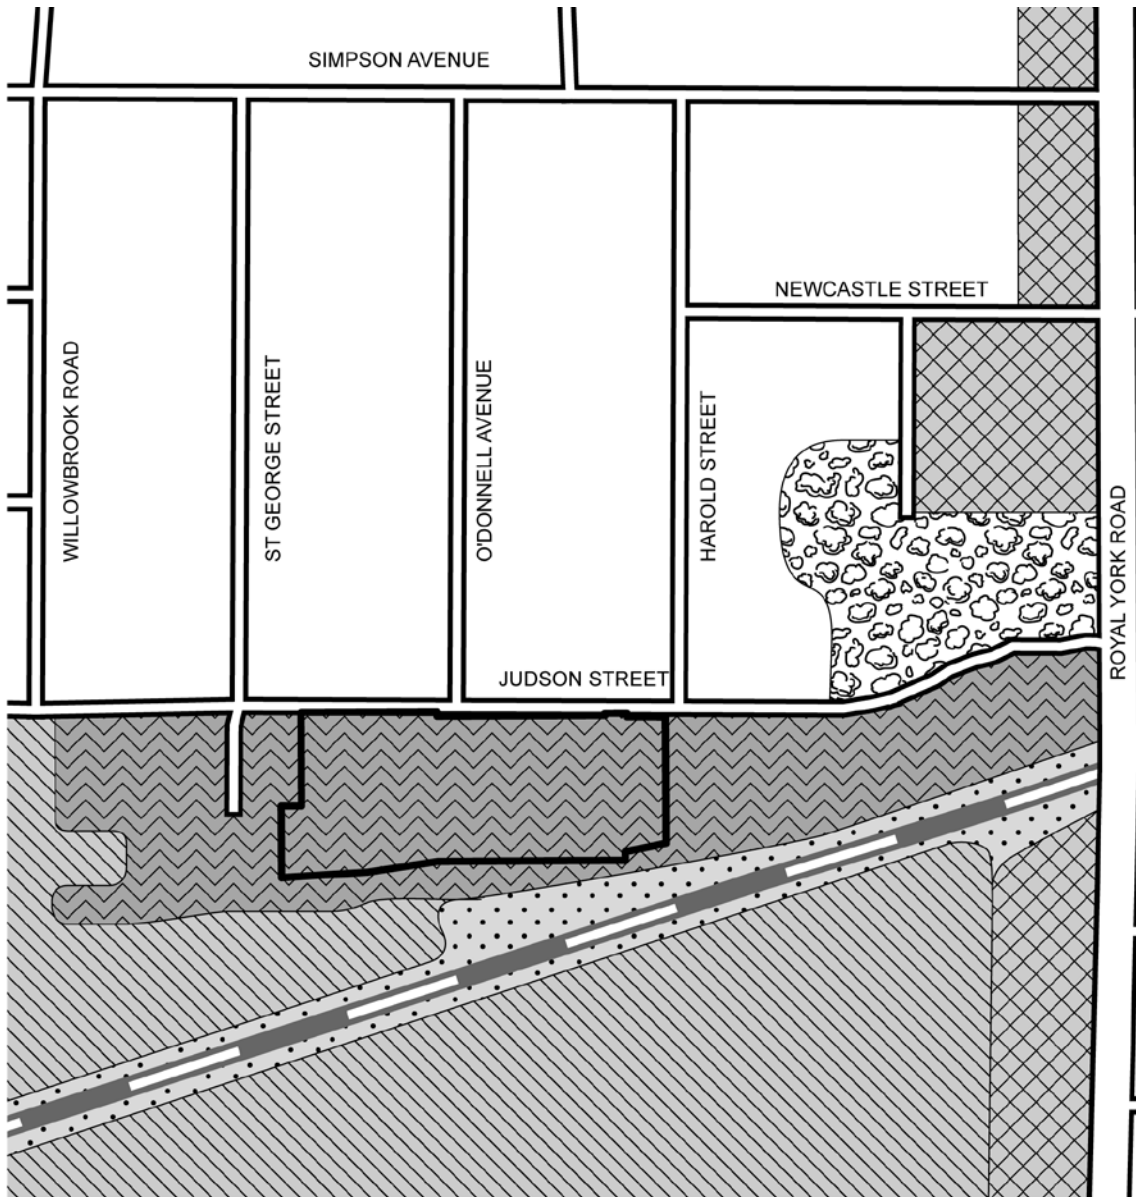 SIMPSON AVENUE
NEWCASTLE STREET
WILLOWBROOK ROAD
ST GEORGE STREET
O'DONNELL AVENUE
HAROLD STREET
ROYAL YORK ROAD
JUDSON STREET